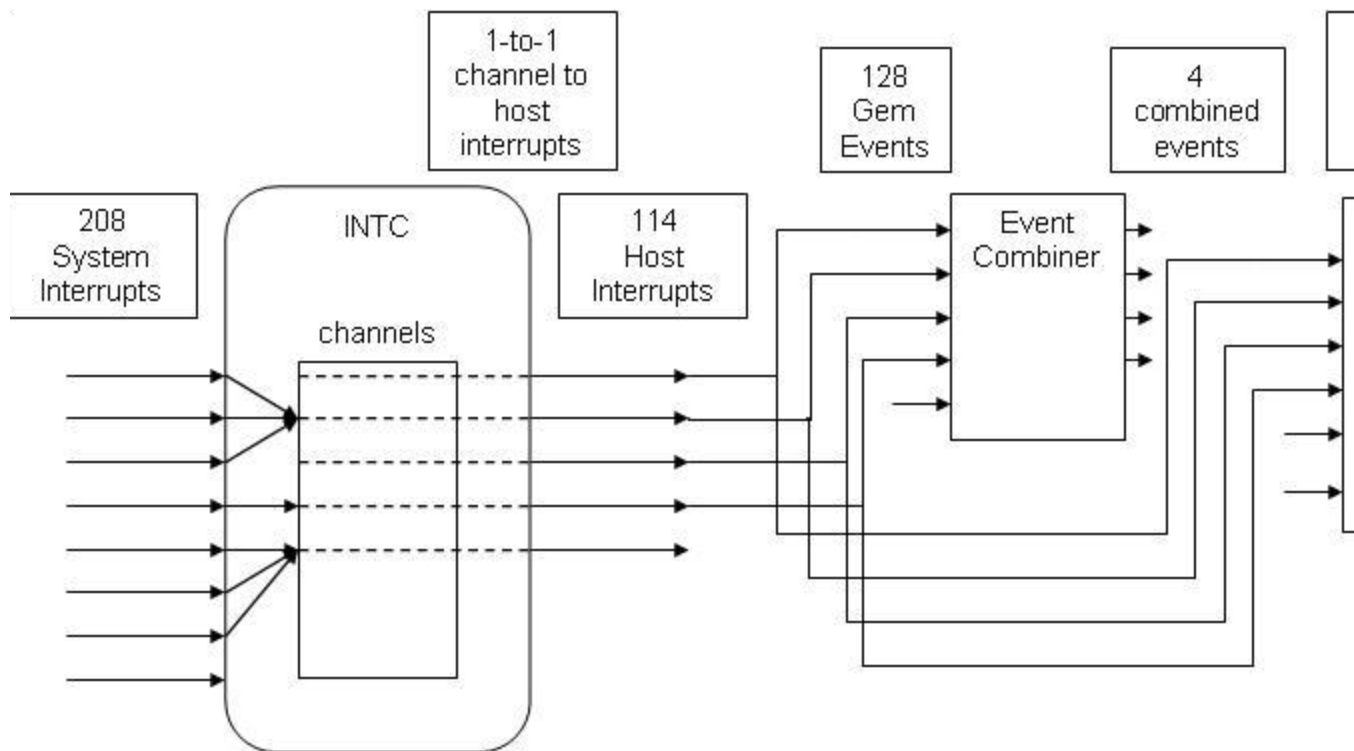 1-to-1
channel to
host
interrupts
128
Gem
Events
4
combined
events
208
System
Interrupts
INTC
114
Host
Interrupts
Event
Combiner
channels